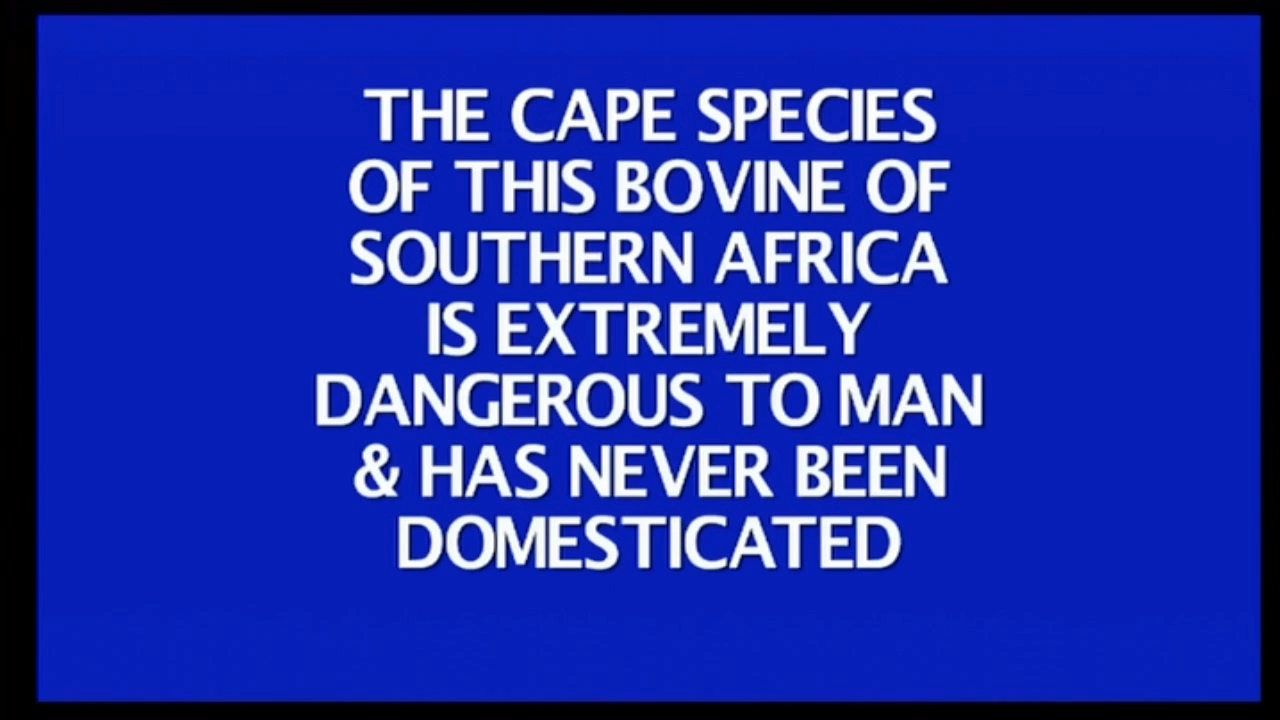 THE CAPE SPECIES
OF THIS BOVINE OF
SOUTHERN AFRICA
IS EXTREMELY
DANGEROUS TO MAN
& HAS NEVER BEEN
DOMESTICATED